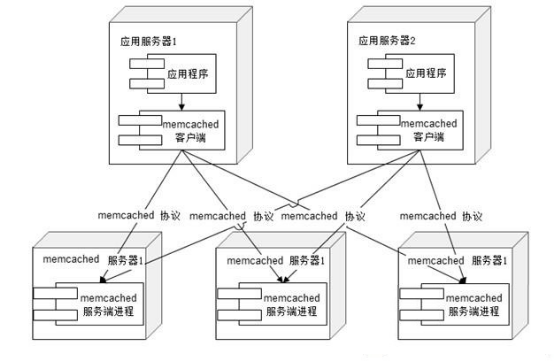 应用服务器1
应用服务器2
应用程序
应用程序
memcached
客户端
memcached
客户端
memcached 协议
memcached 协议
memcached 协议
memcached 协议
memcached 服务器1
memcached 服务器1
memcached 服务器1
memcached
服务端进程
memcached
服务端进程
memcached
服务端进程